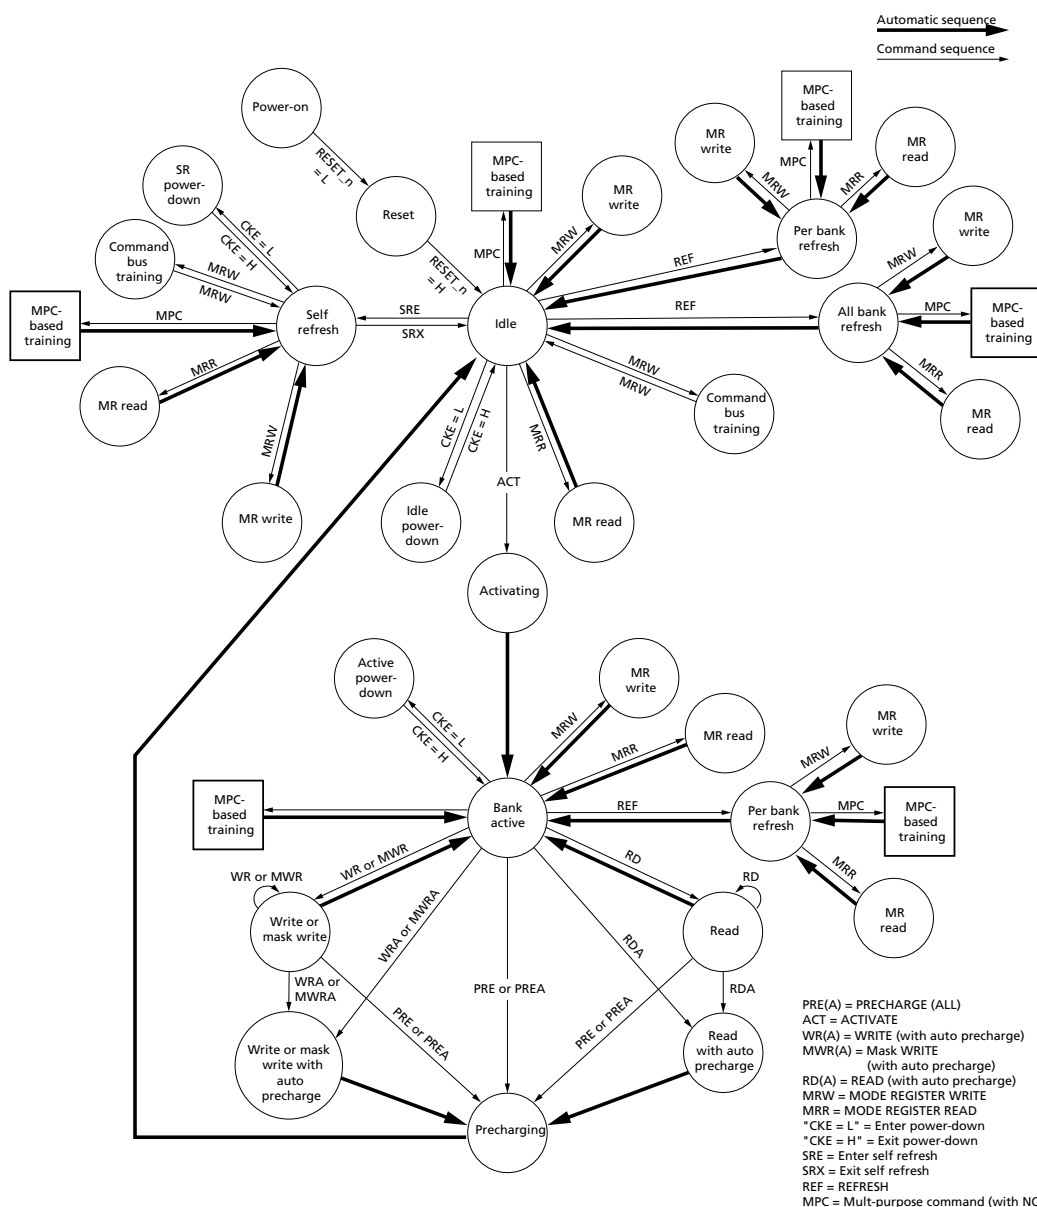 Automatic sequence
Command sequence
Power-on
RESET_n
= L
Reset
RESET_n
= H
SR
power-
down
CKE = L
CKE = H
Command
bus
training
MRW
MRW
MPC-
based
training
MPC
Self
refresh
MRR
MR read
MRW
MR write
SRE
SRX
MPC-
based
training
MPC
MR
write
MRW
Idle
REF
MR
write
MRW
MPC-
based
training
MPC
MR
read
MRR
Per bank
refresh
REF
All bank
refresh
MR
write
MRW
MPC
MPC-
based
training
MRR
MR
read
MRW
MRW
Command
bus
training
CKE = L
CKE = H
Idle
power-
down
ACT
MRR
MR read
Activating
Active
power-
down
CKE = L
CKE = H
MR
write
MRW
MR read
MRR
MPC-
based
training
Bank
active
REF
Per bank
refresh
MR
write
MRW
MPC
MPC-
based
training
MRR
MR
read
WR or MWR
WR or MWR
Write or
mask write
WRA or MWRA
RD
RD
Read
RDA
WRA or
MWRA
PRE or PREA
PRE or PREA
PRE or PREA
RDA
Write or mask
write with
auto
precharge
Read
with auto
precharge
Precharging
PRE(A) = PRECHARGE (ALL)
ACT = ACTIVATE
WR(A) = WRITE (with auto precharge)
MWR(A) = Mask WRITE
(with auto precharge)
RD(A) = READ (with auto precharge)
MRW = MODE REGISTER WRITE
MRR = MODE REGISTER READ
"CKE = L" = Enter power-down
"CKE = H" = Exit power-down
SRE = Enter self refresh
SRX = Exit self refresh
REF = REFRESH
MPC = Mult-purpose command (with NO